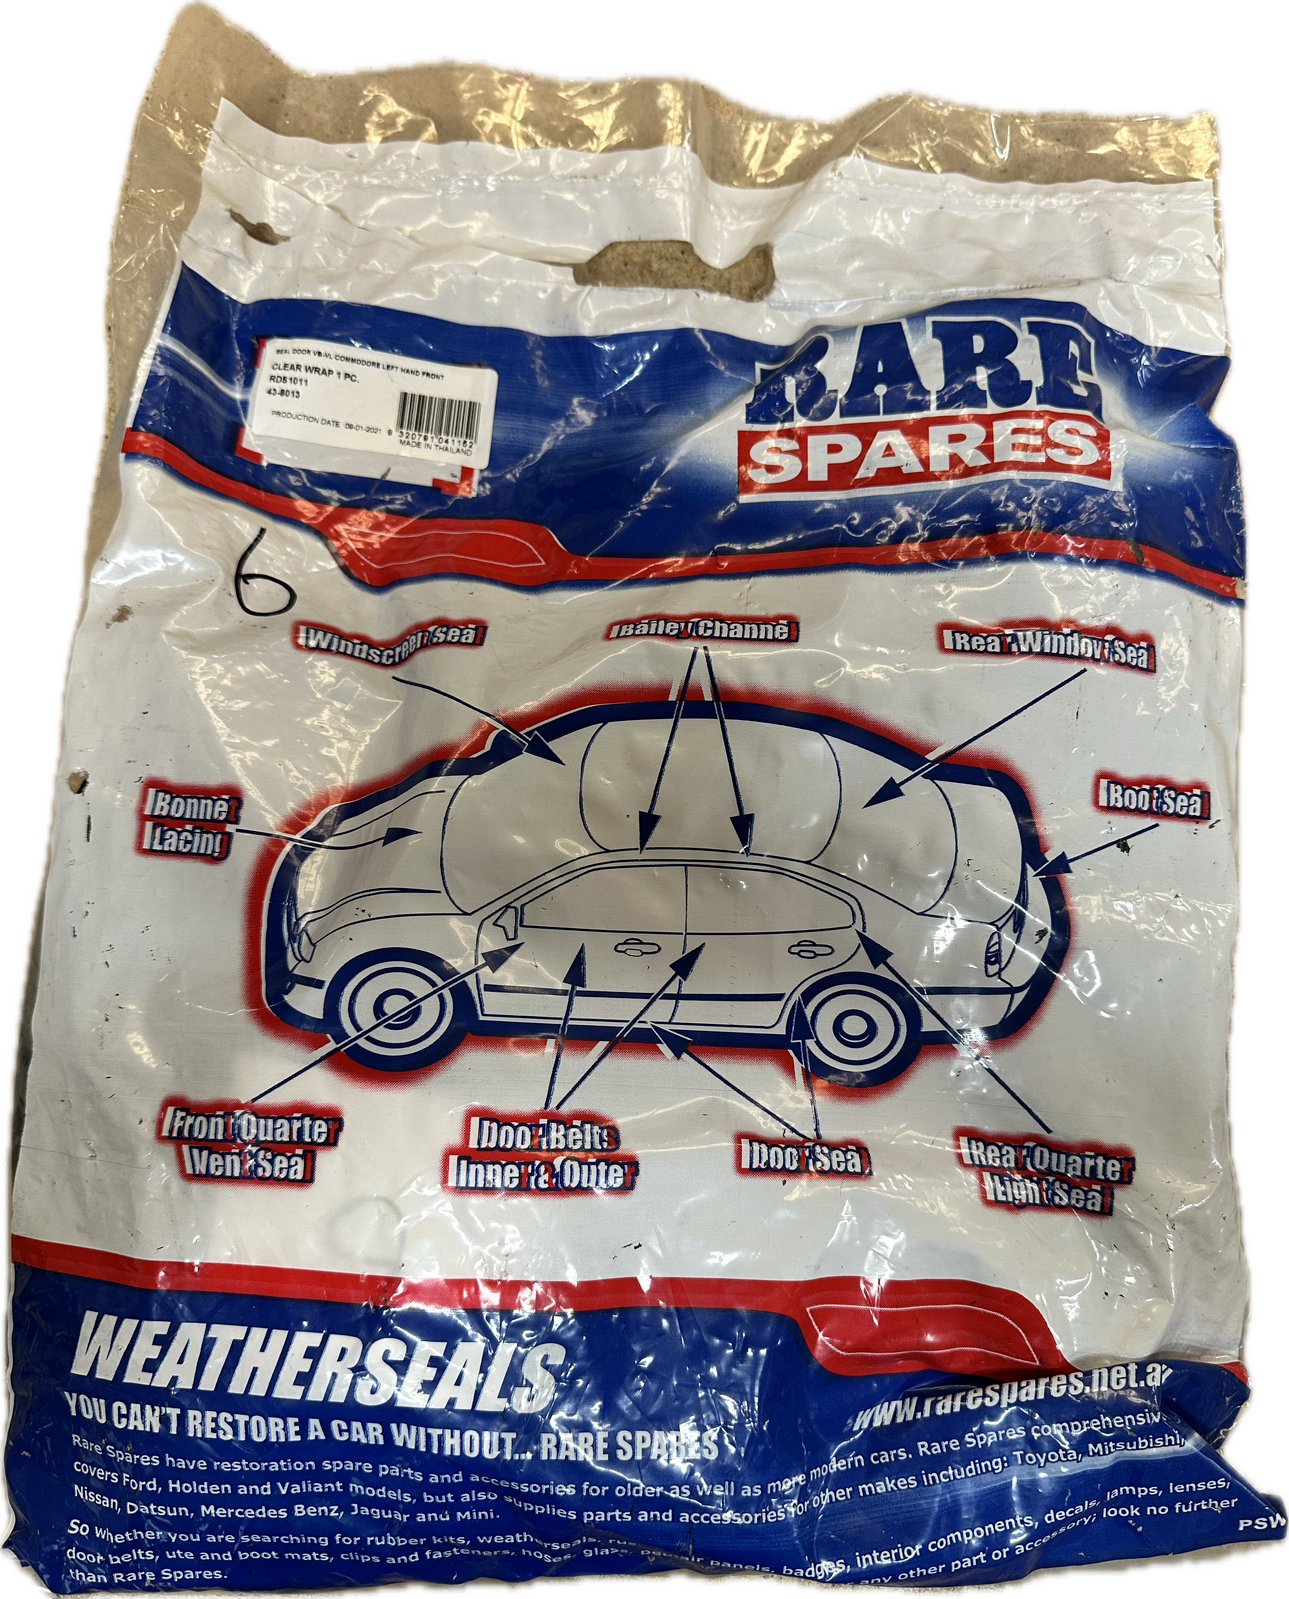 RARE
SPARES
SEAL DOOR VB-VL COMMODORE LEFT HAND FRONT
CLEAR WRAP 1 PC.
RDS1011
43-8013
PRODUCTION DATE 09-01-2021
9 320791 041152
MADE IN THAILAND
6
Windscreen Seal
Bailey Channel
Rear Window Seal
Bonnet
Lacing
Boot Seal
Front Quarter
Vent Seal
Door Belts
Inner & Outer
Door Seal
Rear Quarter
Light Seal
WEATHERSEALS
www.rarespares.net.a
YOU CAN'T RESTORE A CAR WITHOUT... RARE SPARES
Rare Spares have restoration spare parts and accessories for older as well as more modern cars. Rare Spares comprehensive
covers Ford, Holden and Valiant models, but also supplies parts and accessories for other makes including: Toyota, Mitsubishi,
Nissan, Datsun, Mercedes Benz, Jaguar and Mini.
So whether you are searching for rubber kits, weatherseals, hoses, panels, badges, interior components, decals, lamps, lenses,
door belts, ute and boot mats, clips and fasteners, any other part or accessory; look no further
than Rare Spares.
PSW